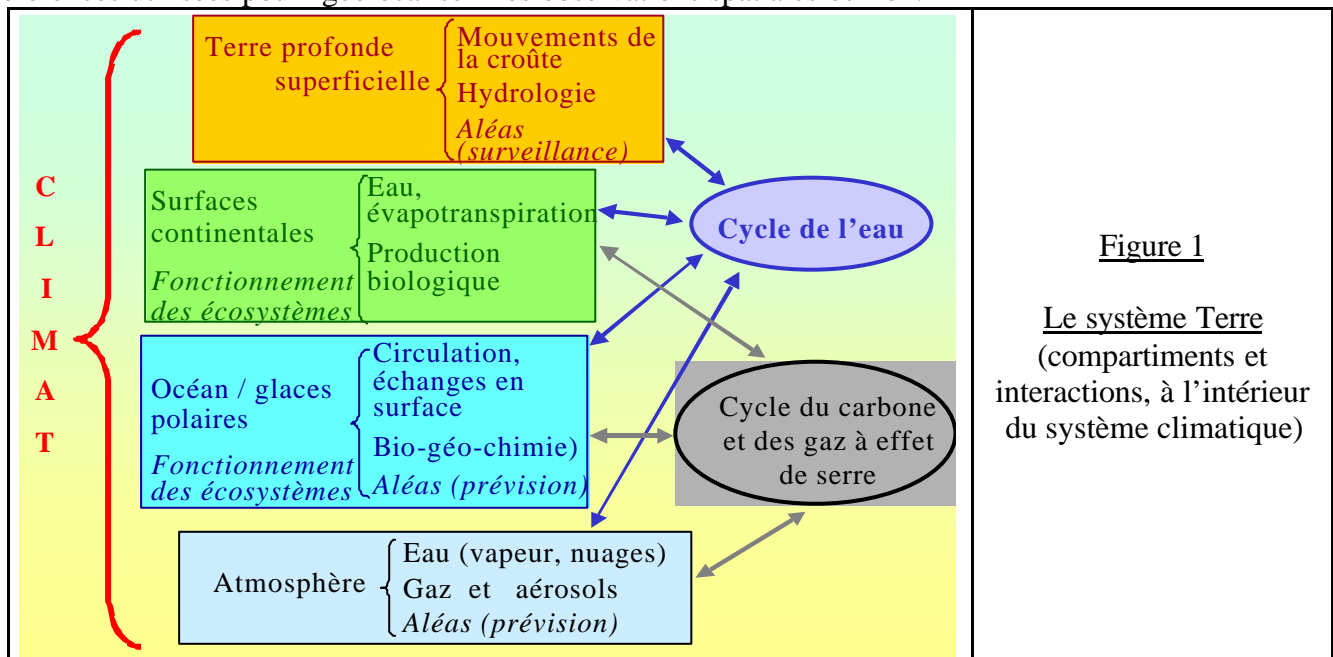 Terre profonde
superficielle
Mouvements de
la croûte
Hydrologie
Aléas
(surveillance)
C
L
I
M
A
T
Surfaces
continentales
Fonctionnement
des écosystèmes
Eau,
évapotranspiration
Production
biologique
Cycle de l’eau
Océan / glaces
polaires
Fonctionnement
des écosystèmes
Circulation,
échanges en
surface
Bio-géo-chimie)
Aléas (prévision)
Cycle du carbone
et des gaz à effet
de serre
Atmosphère
Eau (vapeur, nuages)
Gaz et aérosols
Aléas (prévision)
Figure 1
Le système Terre
(compartiments et
interactions, à l’intérieur
du système climatique)